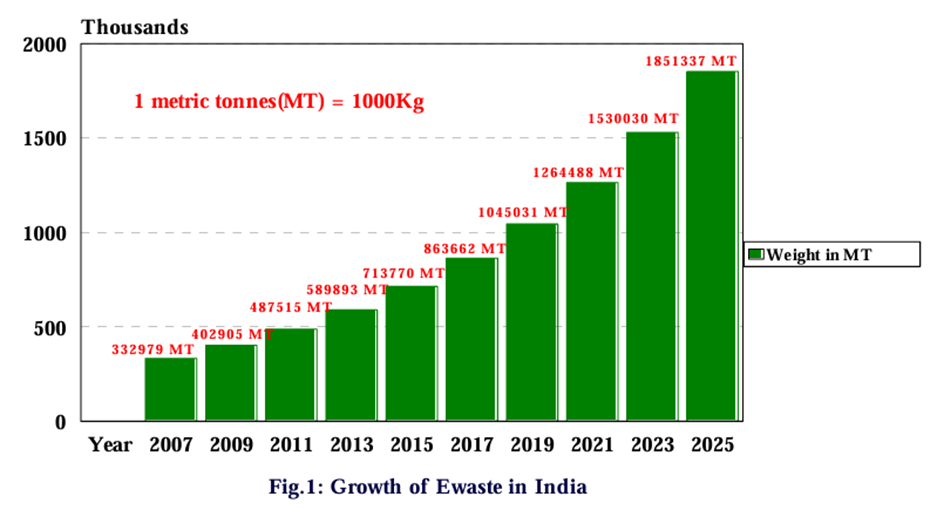 Thousands
2000
1851337 MT
1 metric tonnes(MT) = 1000Kg
1530030 MT
1500
1264488 MT
1045031 MT
1000
863662 MT
Weight in MT
713770 MT
589893 MT
487515 MT
500
402905 MT
332979 MT
0
Year 2007 2009 2011 2013 2015 2017 2019 2021 2023 2025
Fig.1: Growth of Ewaste in India